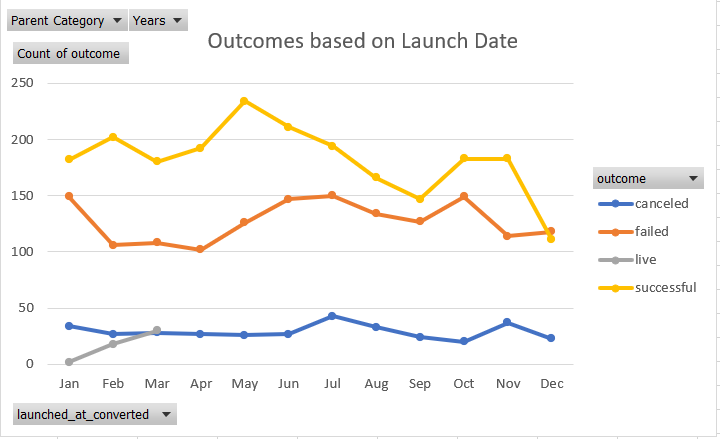 Parent Category Years
Outcomes based on Launch Date
Count of outcome
250
200
150
100
50
0
Jan Feb Mar Apr May Jun Jul Aug Sep Oct Nov Dec
outcome
canceled
failed
live
successful
launched_at_converted